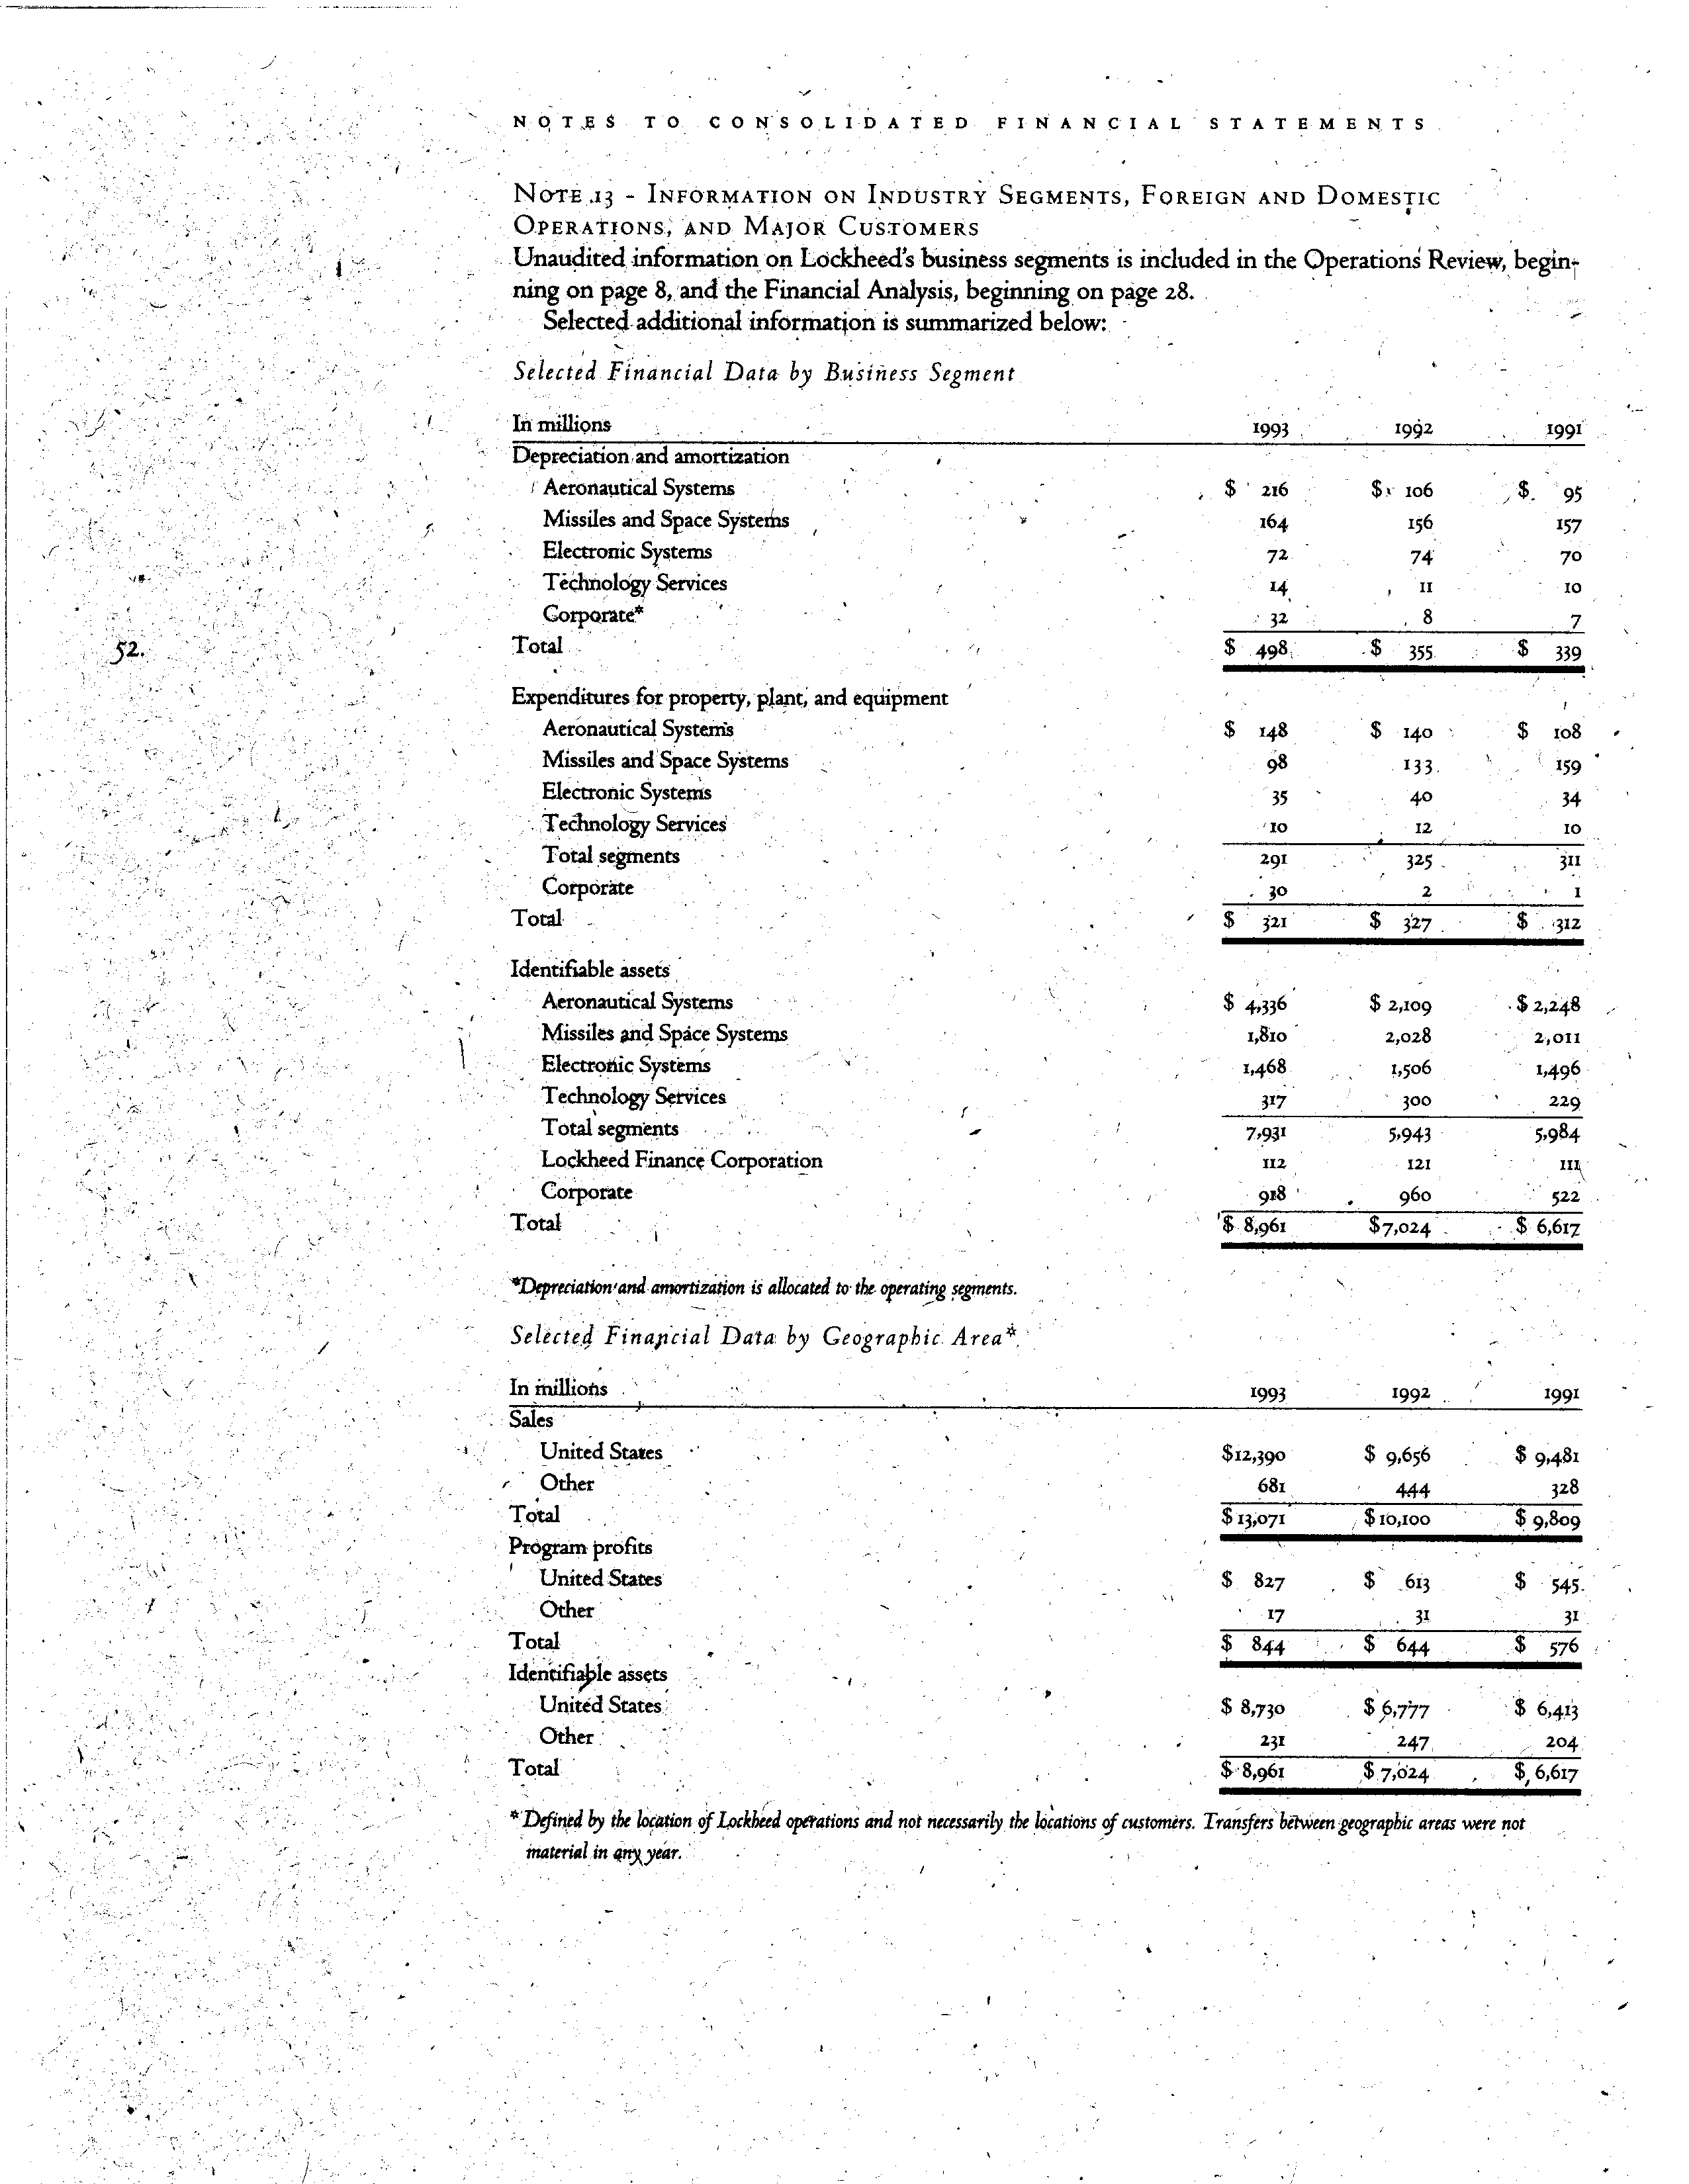 NOTES TO CONSOLIDATED FINANCIAL STATEMENTS
NOTE 13 - INFORMATION ON INDUSTRY SEGMENTS, FOREIGN AND DOMESTIC
OPERATIONS, AND MAJOR CUSTOMERS
Unaudited information on Lockheed's business segments is included in the Operations Review, begin-
ning on page 8, and the Financial Analysis, beginning on page 28.
Selected additional information is summarized below:
Selected Financial Data by Business Segment
In millions 1993 1992 1991
Depreciation and amortization
Aeronautical Systems $ 216 $ 106 $ 95
Missiles and Space Systems 164 156 157
Electronic Systems 72 74 70
Technology Services 14 11 10
Corporate* 32 8 7
52
Total $ 498 $ 355 $ 339
Expenditures for property, plant, and equipment
Aeronautical Systems $ 148 $ 140 $ 108
Missiles and Space Systems 98 133 159
Electronic Systems 35 40 34
Technology Services 10 12 10
Total segments 291 325 311
Corporate 30 2 1
Total $ 321 $ 327 $ 312
Identifiable assets
Aeronautical Systems $ 4,336 $ 2,109 $ 2,248
Missiles and Space Systems 1,810 2,028 2,011
Electronic Systems 1,468 1,506 1,496
Technology Services 317 300 229
Total segments 7,931 5,943 5,984
Lockheed Finance Corporation 112 121 111
Corporate 918 960 522
Total $ 8,961 $7,024 $ 6,617
*Depreciation and amortization is allocated to the operating segments.
Selected Financial Data by Geographic Area*
In millions 1993 1992 1991
Sales
United States $12,390 $ 9,656 $ 9,481
Other 681 444 328
Total $ 13,071 $ 10,100 $ 9,809
Program profits
United States $ 827 $ 613 $ 545
Other 17 31 31
Total $ 844 $ 644 $ 576
Identifiable assets
United States $ 8,730 $ 6,777 $ 6,413
Other 231 247 204
Total $ 8,961 $ 7,024 $ 6,617
* Defined by the location of Lockheed operations and not necessarily the locations of customers. Transfers between geographic areas were not
material in any year.